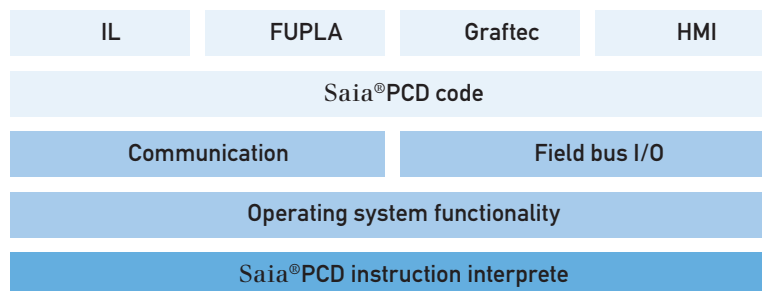 IL FUPLA Graftec HMI
Saia®PCD code
Communication Field bus I/O
Operating system functionality
Saia®PCD instruction interprete